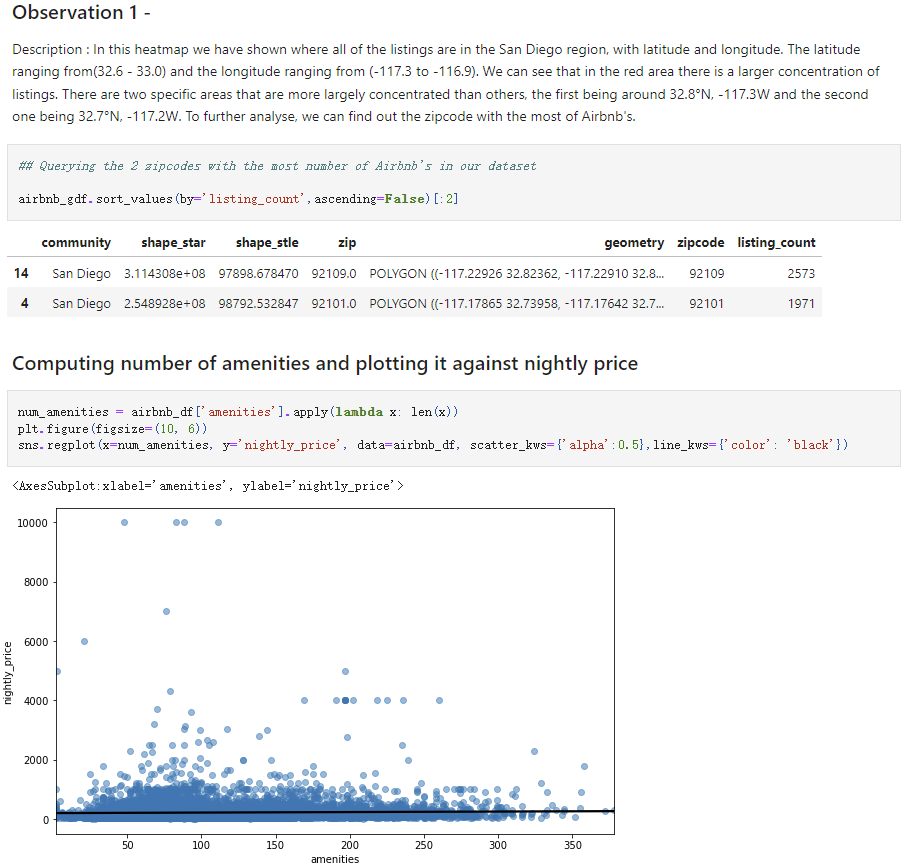 Observation 1 -
Description : In this heatmap we have shown where all of the listings are in the San Diego region, with latitude and longitude. The latitude
ranging from(32.6 - 33.0) and the longitude ranging from (-117.3 to -116.9). We can see that in the red area there is a larger concentration of
listings. There are two specific areas that are more largely concentrated than others, the first being around 32.8°N, -117.3W and the second
one being 32.7°N, -117.2W. To further analyse, we can find out the zipcode with the most of Airbnb's.
## Querying the 2 zipcodes with the most number of Airbnb's in our dataset
airbnb_gdf.sort_values(by='listing_count',ascending=False)[:2]
community shape_star shape_stle zip geometry zipcode listing_count
14 San Diego 3.114308e+08 97898.678470 92109.0 POLYGON ((-117.22926 32.82362, -117.22910 32.8... 92109 2573
4 San Diego 2.548928e+08 98792.532847 92101.0 POLYGON ((-117.17865 32.73958, -117.17642 32.7... 92101 1971
Computing number of amenities and plotting it against nightly price
num_amenities = airbnb_df['amenities'].apply(lambda x: len(x))
plt.figure(figsize=(10, 6))
sns.regplot(x=num_amenities, y='nightly_price', data=airbnb_df, scatter_kws={'alpha':0.5},line_kws={'color': 'black'})
<AxesSubplot:xlabel='amenities', ylabel='nightly_price'>
10000
8000
6000
4000
2000
0
nightly_price
50 100 150 200 250 300 350
amenities